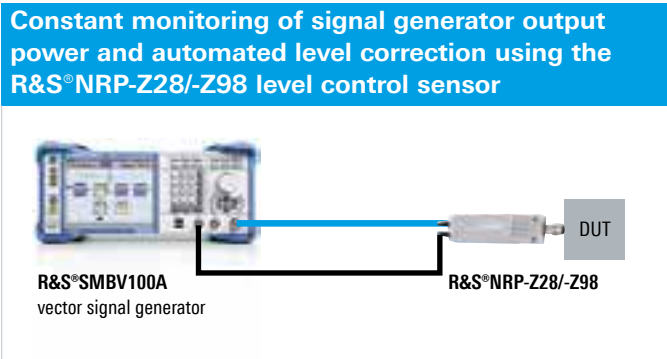 Constant monitoring of signal generator output
power and automated level correction using the
R&S®NRP-Z28/-Z98 level control sensor
DUT
R&S®SMBV100A
vector signal generator
R&S®NRP-Z28/-Z98